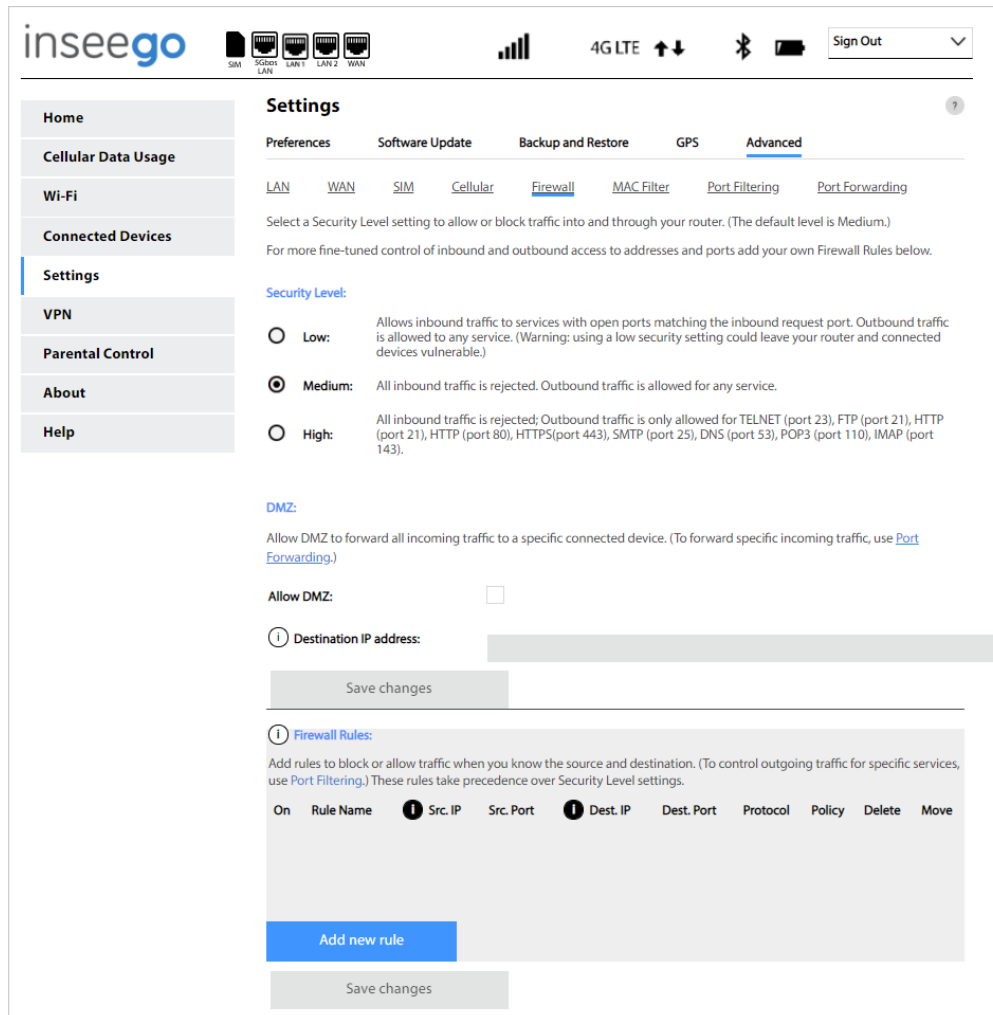 inseego
SIM
5Gbps
LAN
LAN 1
LAN 2
WAN
4G LTE
Sign Out
Home
Cellular Data Usage
Wi-Fi
Connected Devices
Settings
VPN
Parental Control
About
Help
Settings
?
Preferences Software Update Backup and Restore GPS Advanced
LAN WAN SIM Cellular Firewall MAC Filter Port Filtering Port Forwarding
Select a Security Level setting to allow or block traffic into and through your router. (The default level is Medium.)
For more fine-tuned control of inbound and outbound access to addresses and ports add your own Firewall Rules below.
Security Level:
Low:
Allows inbound traffic to services with open ports matching the inbound request port. Outbound traffic
is allowed to any service. (Warning: using a low security setting could leave your router and connected
devices vulnerable.)
Medium: All inbound traffic is rejected. Outbound traffic is allowed for any service.
High:
All inbound traffic is rejected; Outbound traffic is only allowed for TELNET (port 23), FTP (port 21), HTTP
(port 21), HTTP (port 80), HTTPS(port 443), SMTP (port 25), DNS (port 53), POP3 (port 110), IMAP (port
143).
DMZ:
Allow DMZ to forward all incoming traffic to a specific connected device. (To forward specific incoming traffic, use Port
Forwarding.)
Allow DMZ:
i Destination IP address:
Save changes
i Firewall Rules:
Add rules to block or allow traffic when you know the source and destination. (To control outgoing traffic for specific services,
use Port Filtering.) These rules take precedence over Security Level settings.
On Rule Name i Src. IP Src. Port i Dest. IP Dest. Port Protocol Policy Delete Move
Add new rule
Save changes